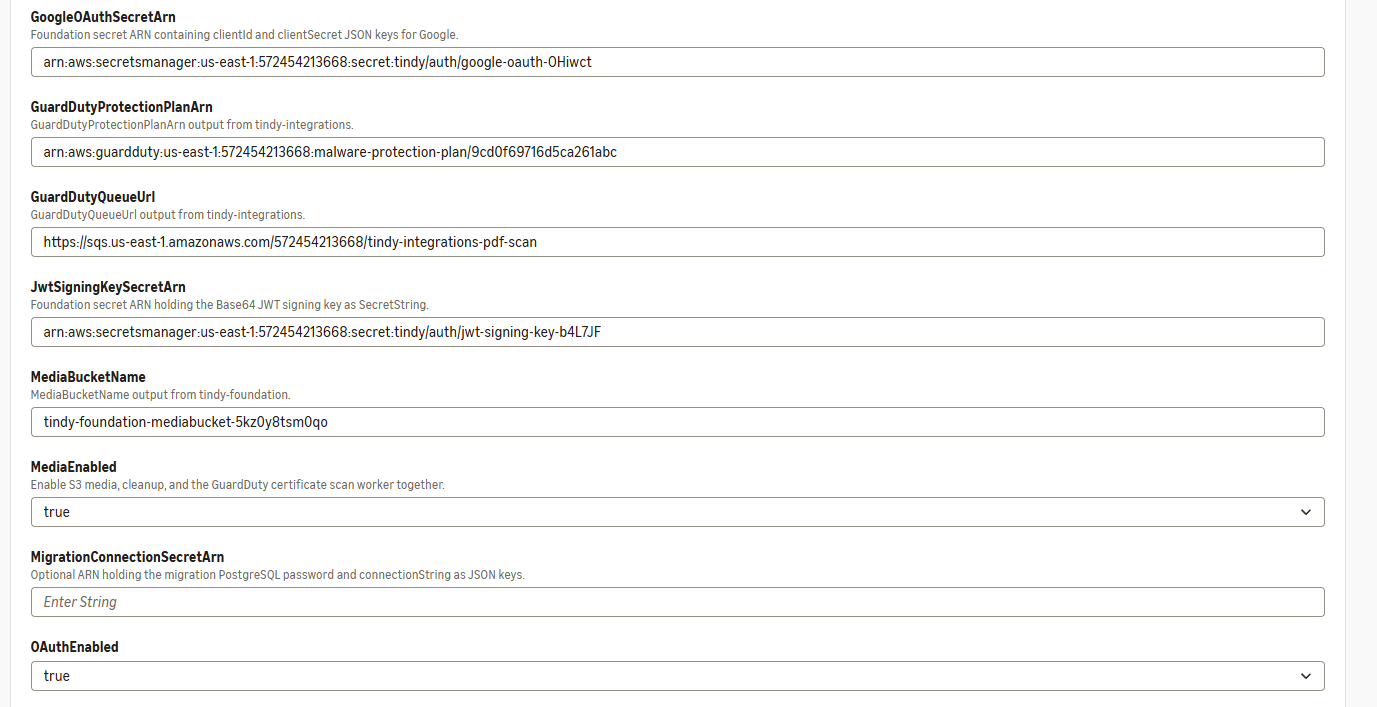 GoogleOAuthSecretArn
Foundation secret ARN containing clientId and clientSecret JSON keys for Google.
arn:aws:secretsmanager:us-east-1:572454213668:secret:tindy/auth/google-oauth-OHiwct
GuardDutyProtectionPlanArn
GuardDutyProtectionPlanArn output from tindy-integrations.
arn:aws:guardduty:us-east-1:572454213668:malware-protection-plan/9cd0f69716d5ca261abc
GuardDutyQueueUrl
GuardDutyQueueUrl output from tindy-integrations.
https://sqs.us-east-1.amazonaws.com/572454213668/tindy-integrations-pdf-scan
JwtSigningKeySecretArn
Foundation secret ARN holding the Base64 JWT signing key as SecretString.
arn:aws:secretsmanager:us-east-1:572454213668:secret:tindy/auth/jwt-signing-key-b4L7JF
MediaBucketName
MediaBucketName output from tindy-foundation.
tindy-foundation-mediabucket-5kz0y8tsm0qo
MediaEnabled
Enable S3 media, cleanup, and the GuardDuty certificate scan worker together.
true
MigrationConnectionSecretArn
Optional ARN holding the migration PostgreSQL password and connectionString as JSON keys.
Enter String
OAuthEnabled
true